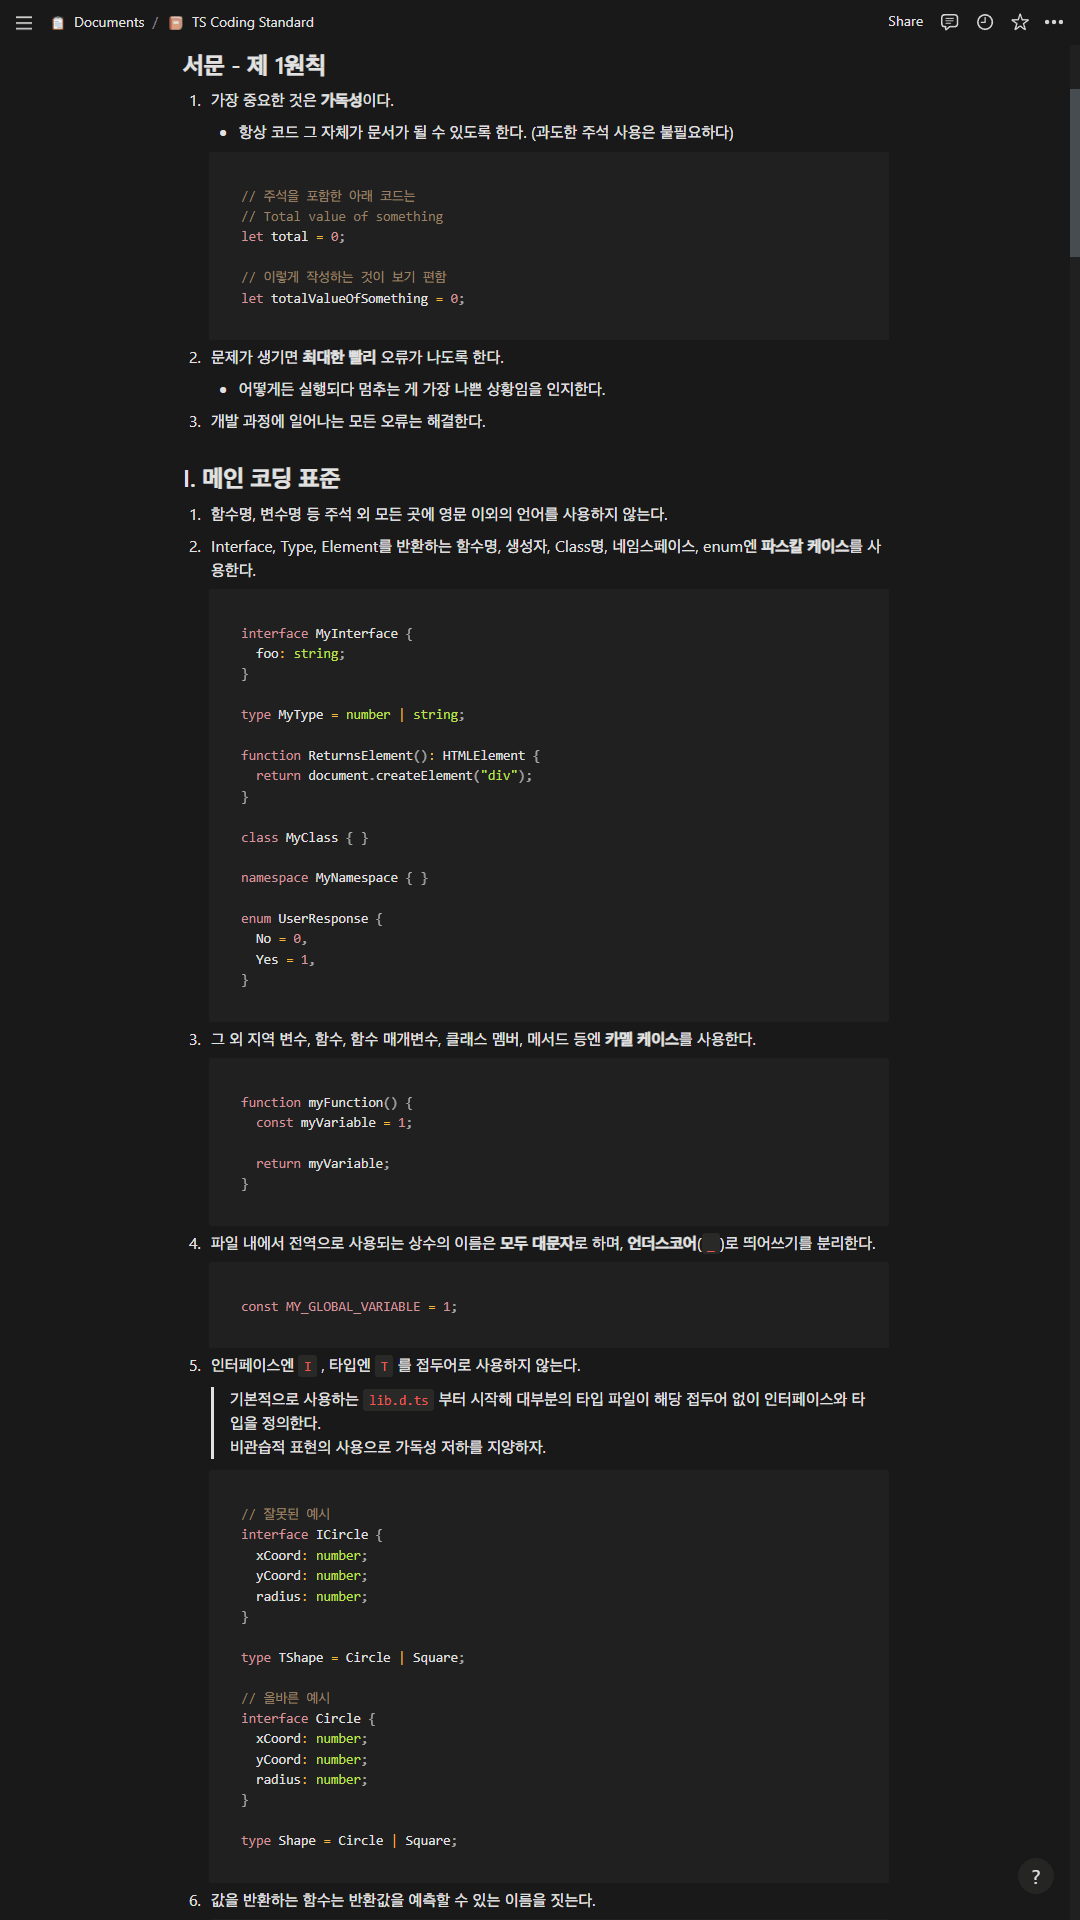 Documents / TS Coding Standard
Share
서문 - 제 1원칙
1. 가장 중요한 것은 가독성이다.
• 항상 코드 그 자체가 문서가 될 수 있도록 한다. (과도한 주석 사용은 불필요하다)
// 주석을 포함한 아래 코드는
// Total value of something
let total = 0;
// 이렇게 작성하는 것이 보기 편함
let totalValueOfSomething = 0;
2. 문제가 생기면 최대한 빨리 오류가 나도록 한다.
• 어떻게든 실행되다 멈추는 게 가장 나쁜 상황임을 인지한다.
3. 개발 과정에 일어나는 모든 오류는 해결한다.
I. 메인 코딩 표준
1. 함수명, 변수명 등 주석 외 모든 곳에 영문 이외의 언어를 사용하지 않는다.
2. Interface, Type, Element를 반환하는 함수명, 생성자, Class명, 네임스페이스, enum엔 파스칼 케이스를 사
용한다.
interface MyInterface {
  foo: string;
}
type MyType = number | string;
function ReturnsElement(): HTMLElement {
  return document.createElement("div");
}
class MyClass { }
namespace MyNamespace { }
enum UserResponse {
  No = 0,
  Yes = 1,
}
3. 그 외 지역 변수, 함수, 함수 매개변수, 클래스 멤버, 메서드 등엔 카멜 케이스를 사용한다.
function myFunction() {
  const myVariable = 1;
  return myVariable;
}
4. 파일 내에서 전역으로 사용되는 상수의 이름은 모두 대문자로 하며, 언더스코어( _ )로 띄어쓰기를 분리한다.
const MY_GLOBAL_VARIABLE = 1;
5. 인터페이스엔 I , 타입엔 T 를 접두어로 사용하지 않는다.
기본적으로 사용하는 lib.d.ts 부터 시작해 대부분의 타입 파일이 해당 접두어 없이 인터페이스와 타
입을 정의한다.
비관습적 표현의 사용으로 가독성 저하를 지양하자.
// 잘못된 예시
interface ICircle {
  xCoord: number;
  yCoord: number;
  radius: number;
}
type TShape = Circle | Square;
// 올바른 예시
interface Circle {
  xCoord: number;
  yCoord: number;
  radius: number;
}
type Shape = Circle | Square;
?
6. 값을 반환하는 함수는 반환값을 예측할 수 있는 이름을 짓는다.